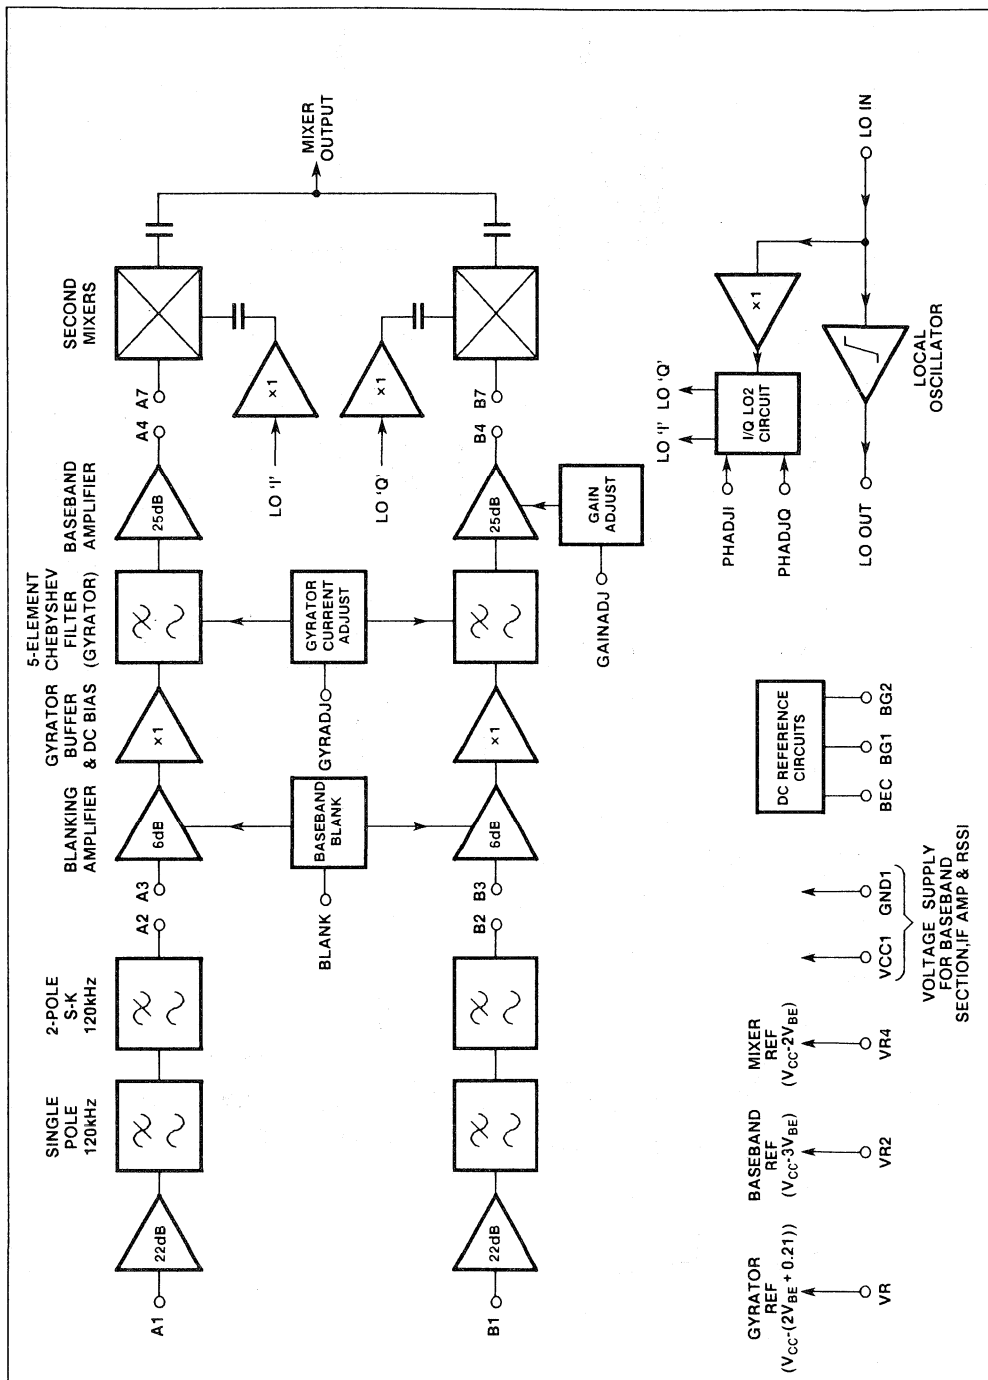 SINGLE
POLE
120kHz
2-POLE
S-K
120kHz
BLANKING
AMPLIFIER
GYRATOR
BUFFER
& DC BIAS
5-ELEMENT
CHEBYSHEV
FILTER
(GYRATOR)
BASEBAND
AMPLIFIER
SECOND
MIXERS
A1
22dB
A2
A3
6dB
×1
25dB
A4
A7
MIXER
OUTPUT
BLANK
BASEBAND
BLANK
GYRADJ
GYRATOR
CURRENT
ADJUST
LO 'I'
×1
LO 'Q'
×1
B1
22dB
B2
B3
6dB
×1
25dB
B4
B7
GAINADJ
GAIN
ADJUST
LO 'I'
LO 'Q'
PHADJI
PHADJQ
I/Q LO2
CIRCUIT
×1
LO OUT
LOCAL
OSCILLATOR
LO IN
GYRATOR
REF
(VCC-(2VBE + 0.21))
VR
BASEBAND
REF
(VCC-3VBE)
VR2
MIXER
REF
(VCC-2VBE)
VR4
VCC1
GND1
VOLTAGE SUPPLY
FOR BASEBAND
SECTION,IF AMP & RSSI
DC REFERENCE
CIRCUITS
BEC
BG1
BG2